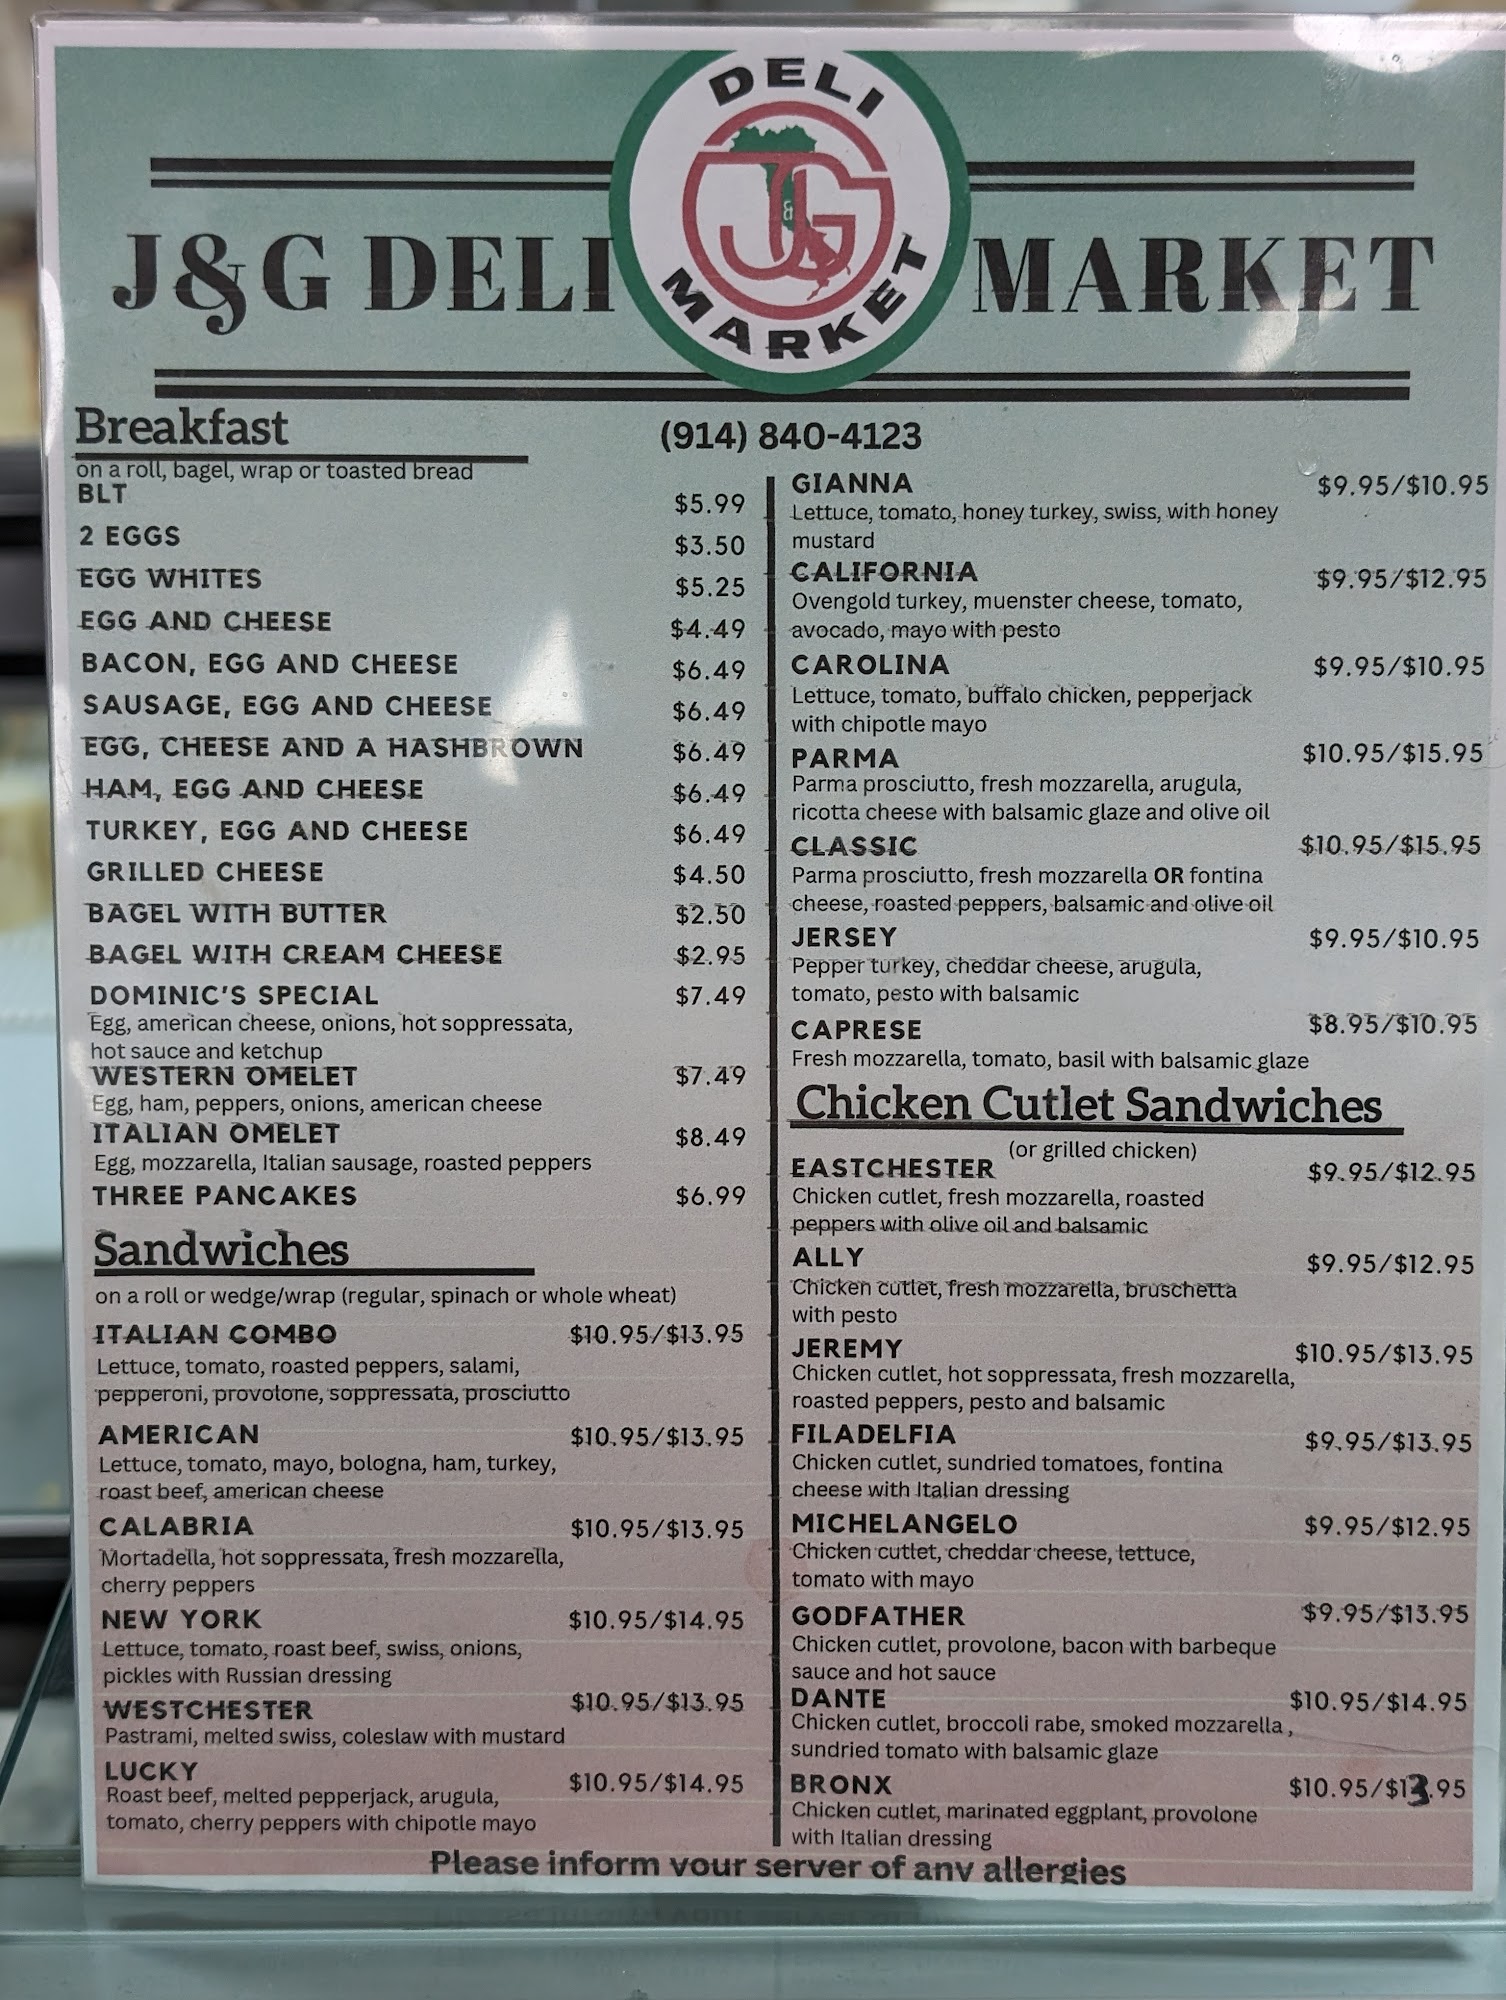 DELI
J&G
MARKET
J&G DELI MARKET
(914) 840-4123
Breakfast
on a roll, bagel, wrap or toasted bread
BLT $5.99
2 EGGS $3.50
EGG WHITES $5.25
EGG AND CHEESE $4.49
BACON, EGG AND CHEESE $6.49
SAUSAGE, EGG AND CHEESE $6.49
EGG, CHEESE AND A HASHBROWN $6.49
HAM, EGG AND CHEESE $6.49
TURKEY, EGG AND CHEESE $6.49
GRILLED CHEESE $4.50
BAGEL WITH BUTTER $2.50
BAGEL WITH CREAM CHEESE $2.95
DOMINIC'S SPECIAL $7.49
Egg, american cheese, onions, hot soppressata,
hot sauce and ketchup
WESTERN OMELET $7.49
Egg, ham, peppers, onions, american cheese
ITALIAN OMELET $8.49
Egg, mozzarella, Italian sausage, roasted peppers
THREE PANCAKES $6.99
Sandwiches
on a roll or wedge/wrap (regular, spinach or whole wheat)
ITALIAN COMBO $10.95/$13.95
Lettuce, tomato, roasted peppers, salami,
pepperoni, provolone, soppressata, prosciutto
AMERICAN $10.95/$13.95
Lettuce, tomato, mayo, bologna, ham, turkey,
roast beef, american cheese
CALABRIA $10.95/$13.95
Mortadella, hot soppressata, fresh mozzarella,
cherry peppers
NEW YORK $10.95/$14.95
Lettuce, tomato, roast beef, swiss, onions,
pickles with Russian dressing
WESTCHESTER $10.95/$13.95
Pastrami, melted swiss, coleslaw with mustard
LUCKY $10.95/$14.95
Roast beef, melted pepperjack, arugula,
tomato, cherry peppers with chipotle mayo
GIANNA $9.95/$10.95
Lettuce, tomato, honey turkey, swiss, with honey
mustard
CALIFORNIA $9.95/$12.95
Ovengold turkey, muenster cheese, tomato,
avocado, mayo with pesto
CAROLINA $9.95/$10.95
Lettuce, tomato, buffalo chicken, pepperjack
with chipotle mayo
PARMA $10.95/$15.95
Parma prosciutto, fresh mozzarella, arugula,
ricotta cheese with balsamic glaze and olive oil
CLASSIC $10.95/$15.95
Parma prosciutto, fresh mozzarella OR fontina
cheese, roasted peppers, balsamic and olive oil
JERSEY $9.95/$10.95
Pepper turkey, cheddar cheese, arugula,
tomato, pesto with balsamic
CAPRESE $8.95/$10.95
Fresh mozzarella, tomato, basil with balsamic glaze
Chicken Cutlet Sandwiches
(or grilled chicken)
EASTCHESTER $9.95/$12.95
Chicken cutlet, fresh mozzarella, roasted
peppers with olive oil and balsamic
ALLY $9.95/$12.95
Chicken cutlet, fresh mozzarella, bruschetta
with pesto
JEREMY $10.95/$13.95
Chicken cutlet, hot soppressata, fresh mozzarella,
roasted peppers, pesto and balsamic
FILADELFIA $9.95/$13.95
Chicken cutlet, sundried tomatoes, fontina
cheese with Italian dressing
MICHELANGELO $9.95/$12.95
Chicken cutlet, cheddar cheese, lettuce,
tomato with mayo
GODFATHER $9.95/$13.95
Chicken cutlet, provolone, bacon with barbeque
sauce and hot sauce
DANTE $10.95/$14.95
Chicken cutlet, broccoli rabe, smoked mozzarella,
sundried tomato with balsamic glaze
BRONX $10.95/$13.95
Chicken cutlet, marinated eggplant, provolone
with Italian dressing
Please inform your server of any allergies